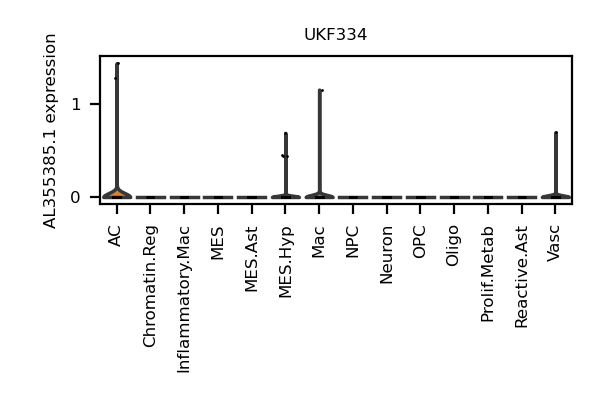 UKF334
AL355385.1 expression
1
0
AC
Chromatin.Reg
Inflammatory.Mac
MES
MES.Ast
MES.Hyp
Mac
NPC
Neuron
OPC
Oligo
Prolif.Metab
Reactive.Ast
Vasc